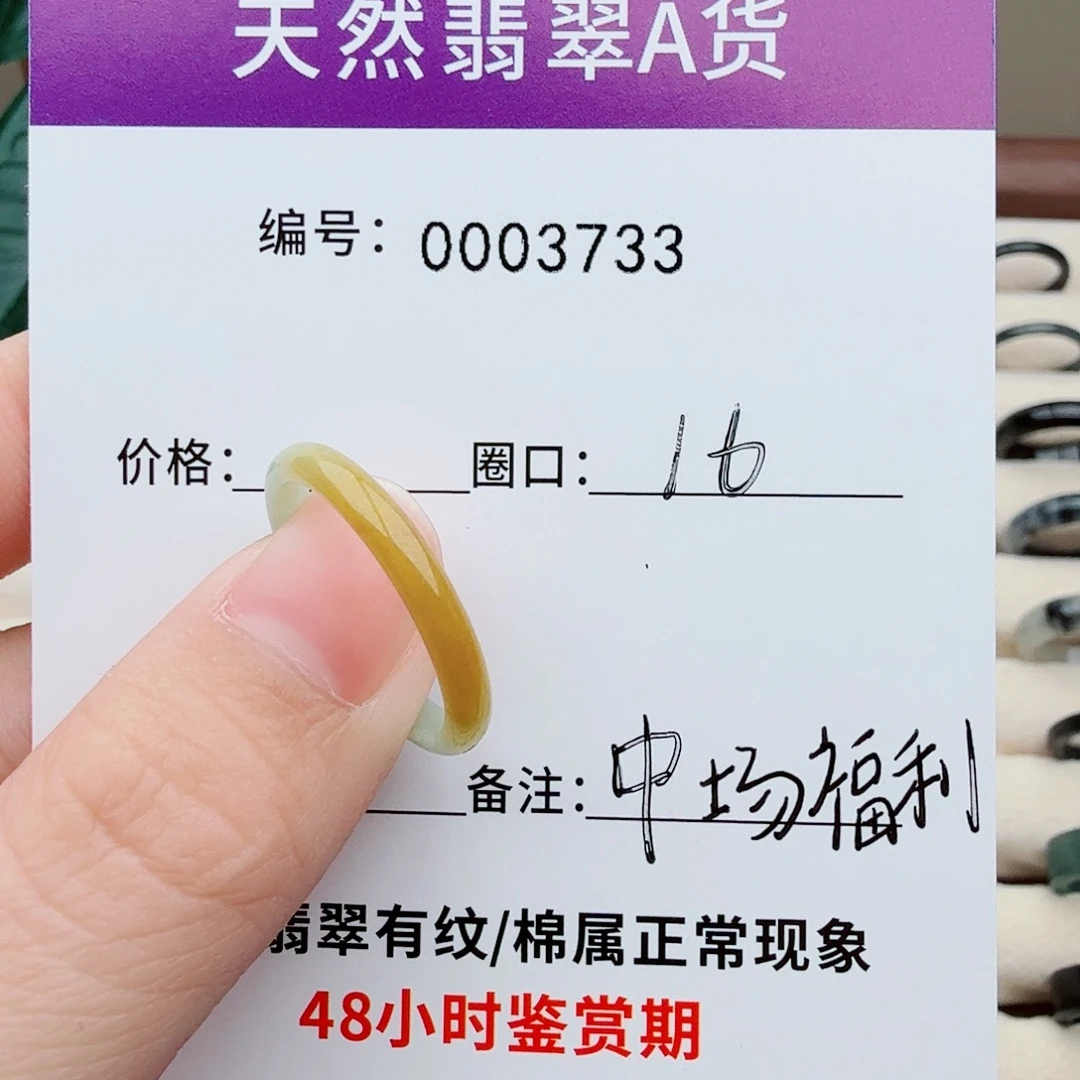 天然翡翠A货
编号：0003733
价格： 圈口：16
备注：中场福利
翡翠有纹/棉属正常现象
48小时鉴赏期